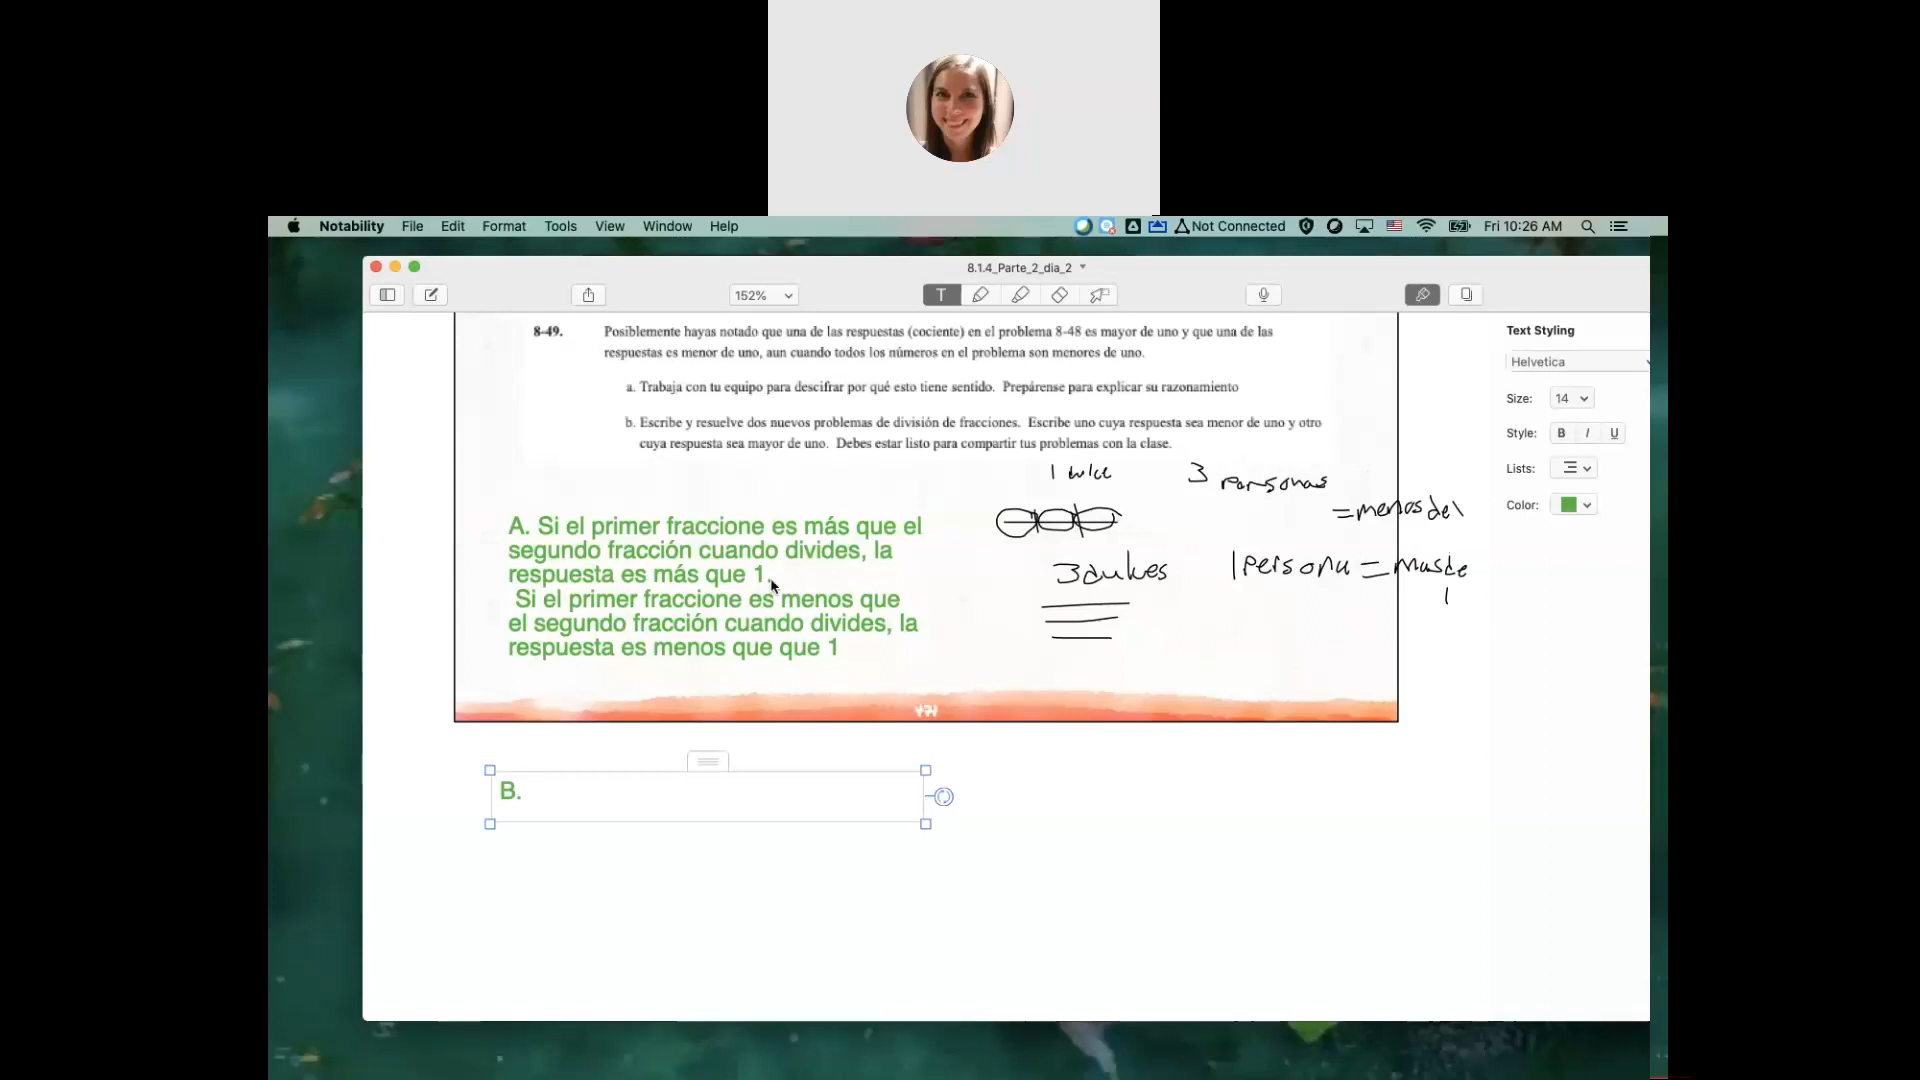 Notability File Edit Format Tools View Window Help Not Connected Fri 10:26 AM
8.1.4_Parte_2_dia_2
152% T
8-49. Posiblemente hayas notado que una de las respuestas (cociente) en el problema 8-48 es mayor de uno y que una de las
respuestas es menor de uno, aun cuando todos los números en el problema son menores de uno.
a. Trabaja con tu equipo para descifrar por qué esto tiene sentido. Prepárense para explicar su razonamiento
b. Escribe y resuelve dos nuevos problemas de división de fracciones. Escribe uno cuya respuesta sea menor de uno y otro
cuya respuesta sea mayor de uno. Debes estar listo para compartir tus problemas con la clase.
1 dulce 3 personas
=menos de 1
A. Si el primer fraccione es más que el
segundo fracción cuando divides, la
respuesta es más que 1.
Si el primer fraccione es menos que
el segundo fracción cuando divides, la
respuesta es menos que que 1
3 dulces 1 persona = mas de
1
B.
Text Styling
Helvetica
Size: 14
Style: B I U
Lists:
Color: